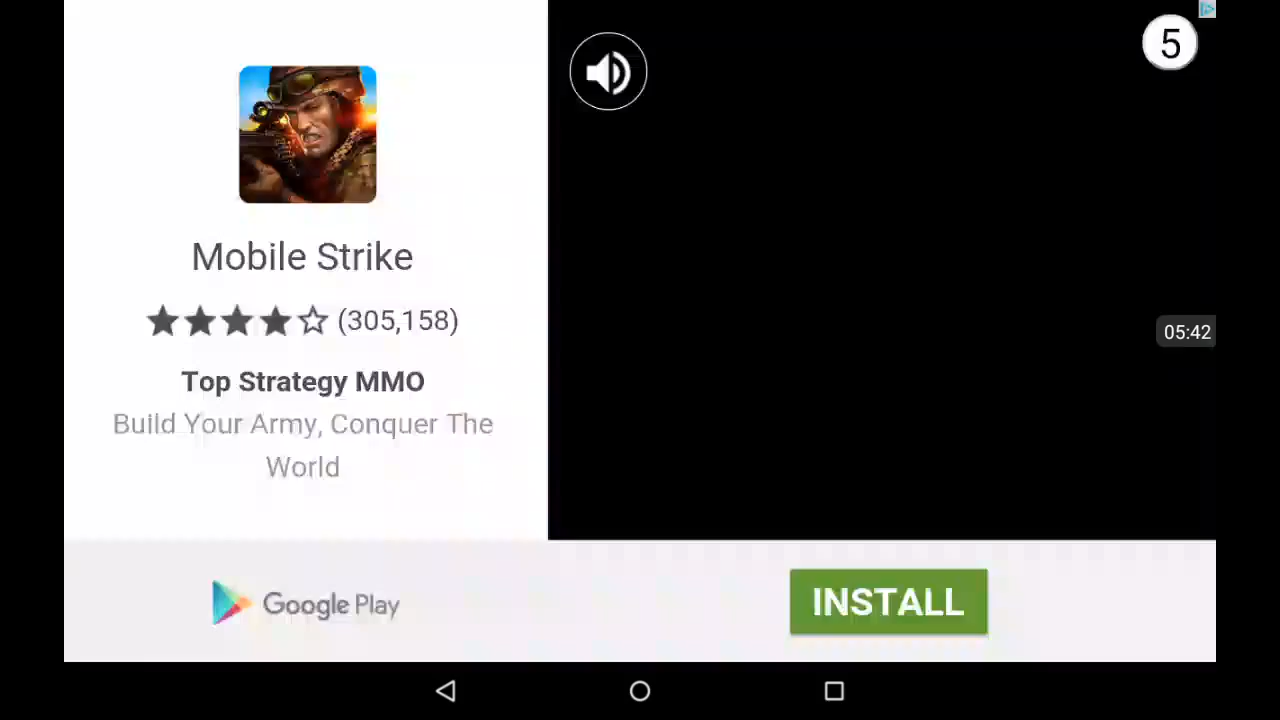 Mobile Strike
(305,158)
Top Strategy MMO
Build Your Army, Conquer The
World
5
05:42
Google Play
INSTALL